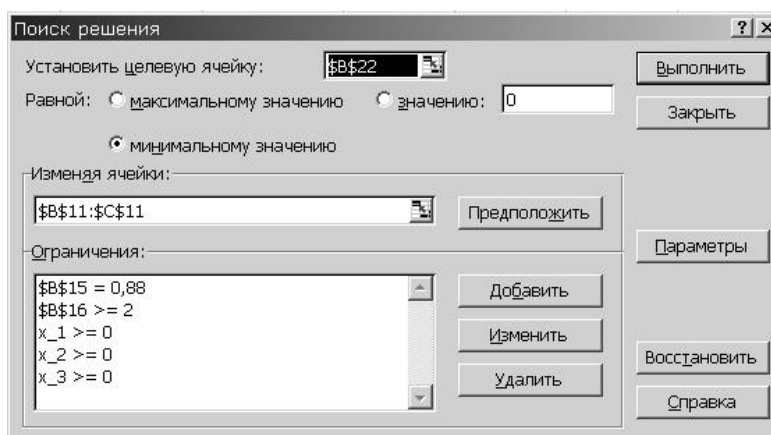 Поиск решения
Установить целевую ячейку: $B$22 Выполнить
Равной: максимальному значению значению: 0 Закрыть
минимальному значению
Изменяя ячейки:
$B$11:$C$11 Предположить
Параметры
Ограничения:
$B$15 = 0,88 Добавить
$B$16 >= 2
x_1 >= 0 Изменить
x_2 >= 0 Восстановить
x_3 >= 0 Удалить
Справка